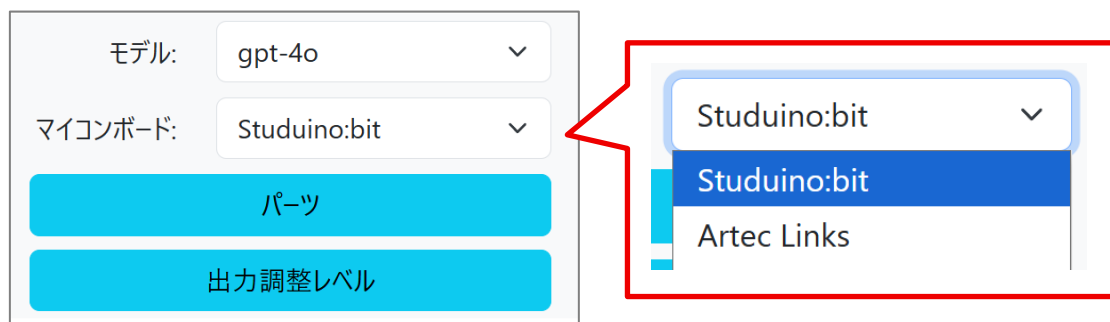 モデル:
gpt-4o
マイコンボード:
Studuino:bit
パーツ
出力調整レベル
Studuino:bit
Studuino:bit
Artec Links